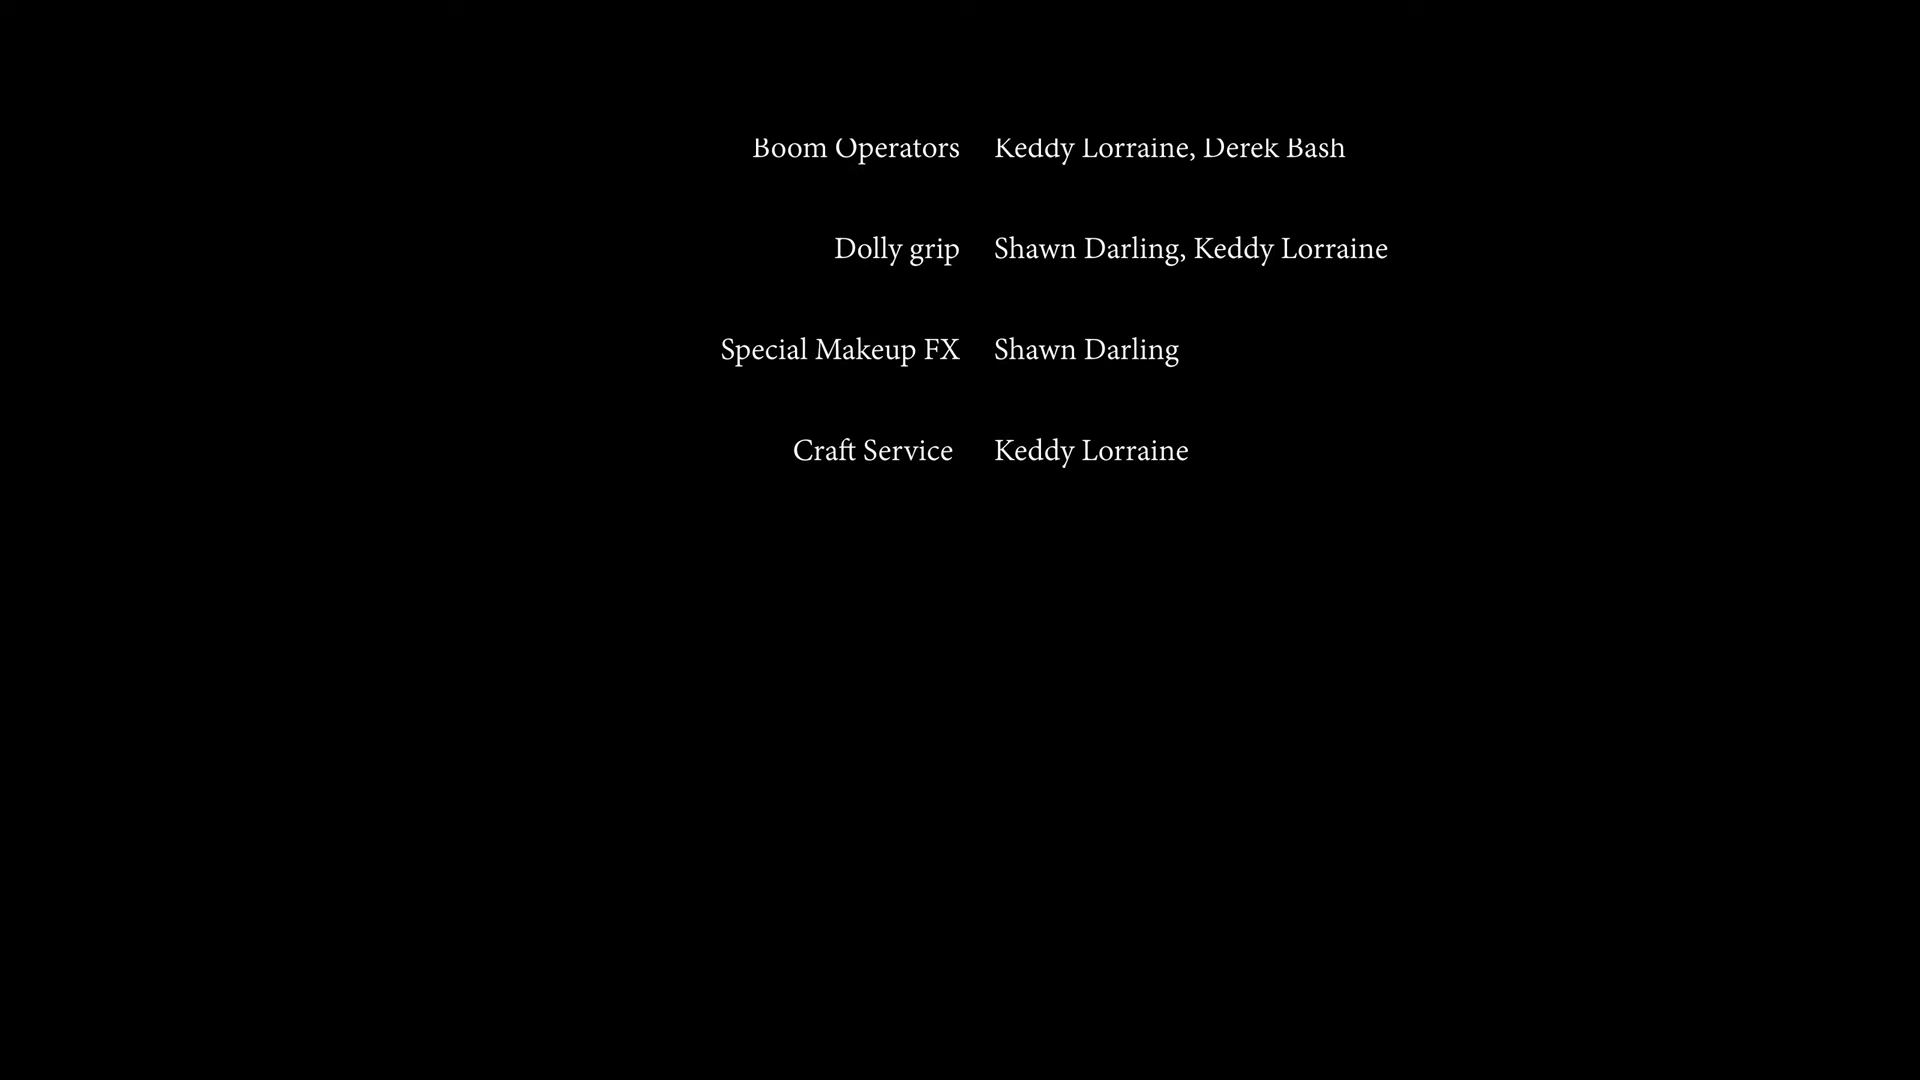 Boom Operators Keddy Lorraine, Derek Bash
Dolly grip Shawn Darling, Keddy Lorraine
Special Makeup FX Shawn Darling
Craft Service Keddy Lorraine